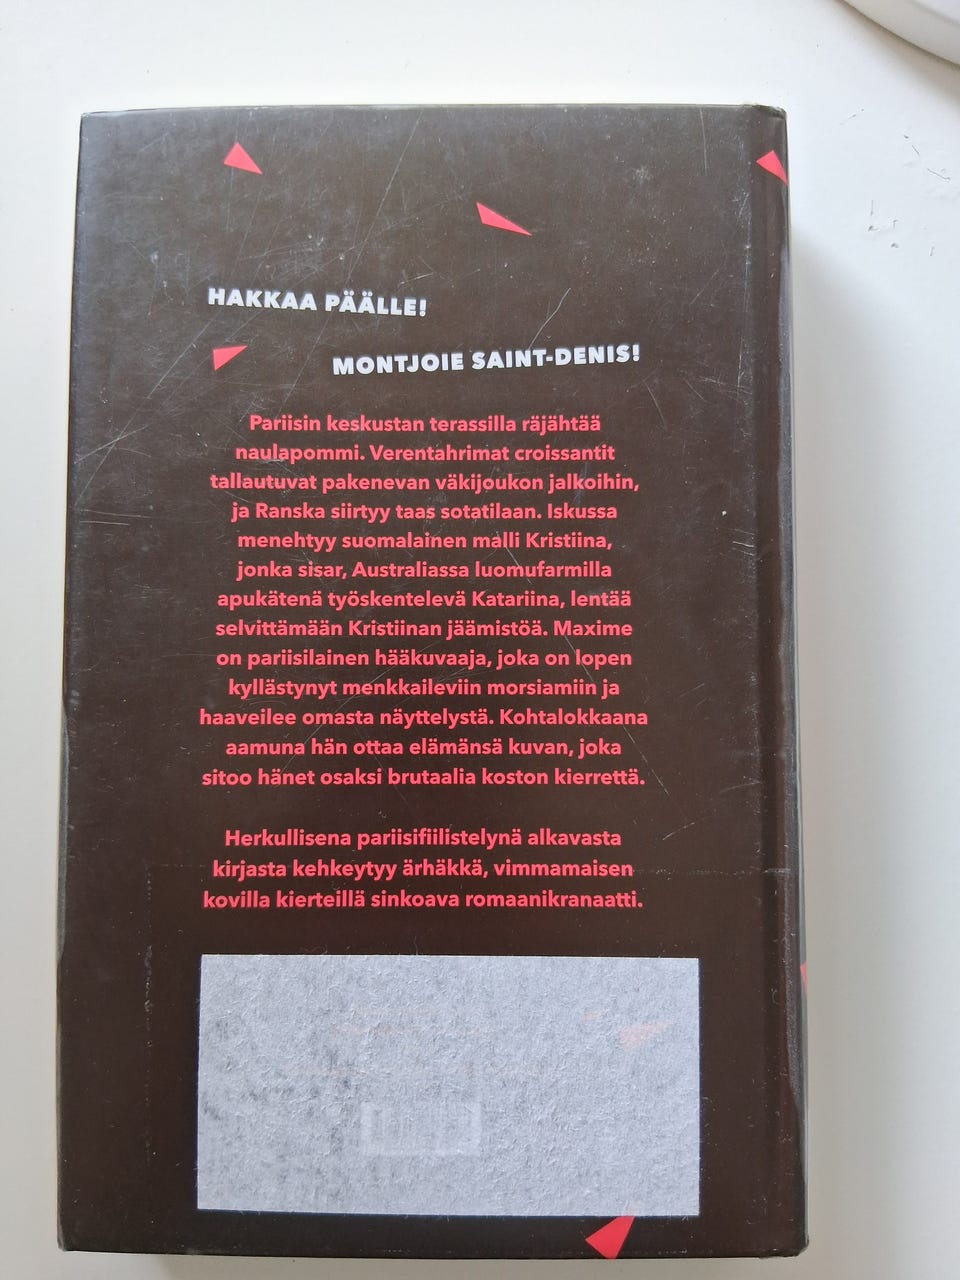 HAKKAA PÄÄLLE!
MONTJOIE SAINT-DENIS!
Pariisin keskustan terassilla räjähtää
naulapommi. Verentahrimat croissantit
tallautuvat pakenevan väkijoukon jalkoihin,
ja Ranska siirtyy taas sotatilaan. Iskussa
menehtyy suomalainen malli Kristiina,
jonka sisar, Australiassa luomufarmilla
apukätenä työskentelevä Katariina, lentää
selvittämään Kristiinan jäämistöä. Maxime
on pariisilainen hääkuvaaja, joka on lopen
kyllästynyt menkkaileviin morsiamiin ja
haaveilee omasta näyttelystä. Kohtalokkaana
aamuna hän ottaa elämänsä kuvan, joka
sitoo hänet osaksi brutaalia koston kierrettä.
Herkullisena pariisifiilistelynä alkavasta
kirjasta kehkeytyy ärhäkkä, vimmamaisen
kovilla kierteillä sinkoava romaanikranaatti.